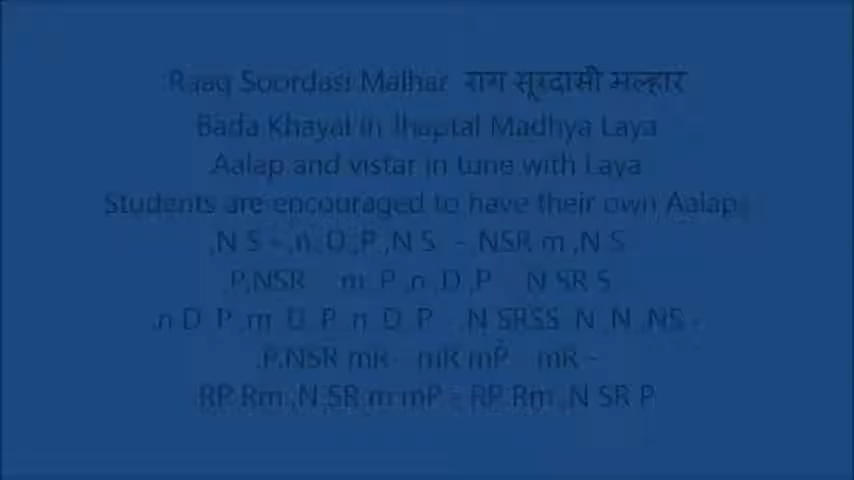 Raag Soordasi Malhar राग सूरदासी मल्हार
Bada Khayal in Jhaptal Madhya Laya
Aalap and vistar in tune with Laya
Students are encouraged to have their own Aalap.
,N S - ,n ,D ,P ,N S - ,NSR m ,N S
,P,NSR m ,P ,n ,D ,P N SR S
,n D ,P ,m ,D ,P ,n ,D ,P - ,N SRSS ,N ,N ,NS -
,P,NSR mR - mR mP mR -
RP Rm ,N SR m mP - RP Rm ,N SR P